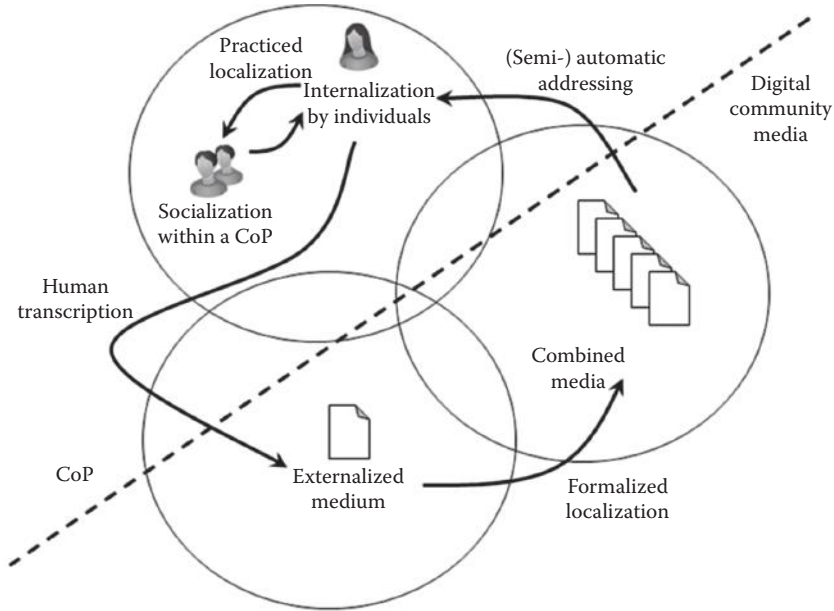 Practiced
localization
(Semi-) automatic
addressing
Digital
community
media
Internalization
by individuals
Socialization
within a CoP
Human
transcription
Combined
media
CoP
Externalized
medium
Formalized
localization